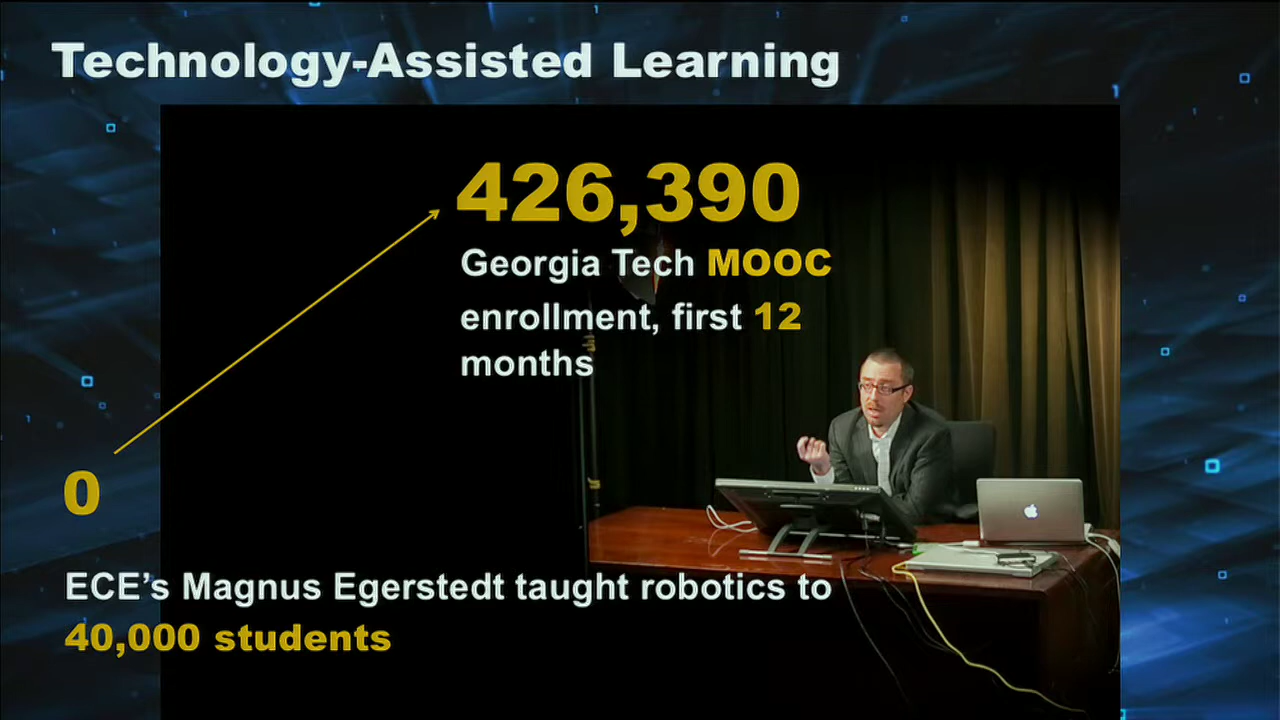 Technology-Assisted Learning
426,390
Georgia Tech MOOC
enrollment, first 12
months
0
ECE’s Magnus Egerstedt taught robotics to
40,000 students